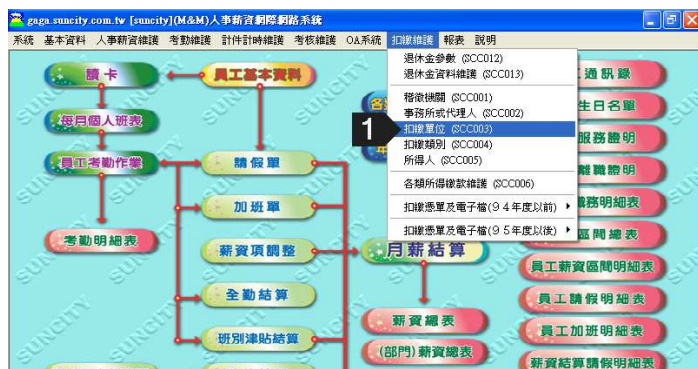 gaga.suncity.com.tw [suncity](M&M)人事薪資網際網路系統
系統 基本資料 人事薪資維護 考勤維護 計件計時維護 考核維護 OA系統 扣繳維護 報表 說明
退休金參數 (SCC012)
退休金資料維護 (SCC013)
稽徵機關 (SCC001)
事務所或代理人 (SCC002)
1
扣繳單位 (SCC003)
扣繳類別 (SCC004)
所得人 (SCC005)
各類所得繳款維護 (SCC006)
扣繳憑單及電子檔(94年度以前)
扣繳憑單及電子檔(95年度以後)
讀卡
員工基本資料
通訊錄
每月個人班表
生日名單
服務證明
員工考勤作業
請假單
離職證明
加班單
務明細表
考勤明細表
薪資項調整
月薪結算
區間總表
員工薪資區間明細表
全勤結算
員工請假明細表
薪資總表
員工加班明細表
班別津貼結算
(部門)薪資總表
薪資結算請假明細表
SUNCITY